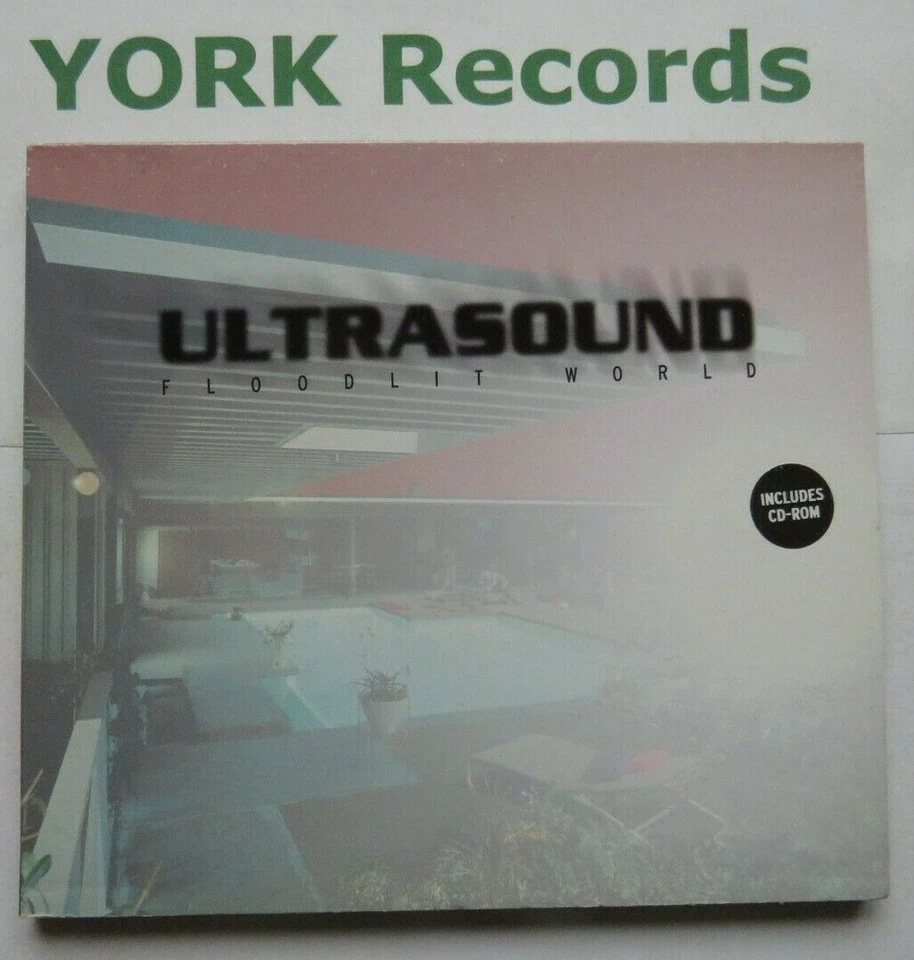 YORK Records
ULTRASOUND
FLOODLIT WORLD
INCLUDES
CD-ROM